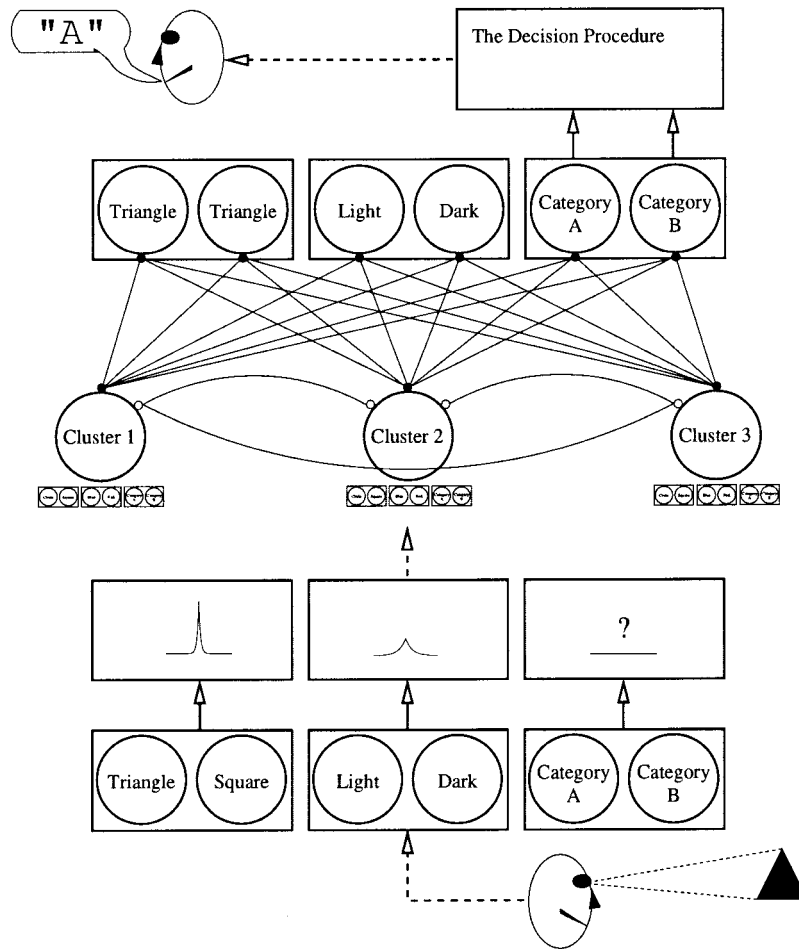 "A"
The Decision Procedure
Triangle Triangle Light Dark Category A Category B
Cluster 1 Cluster 2 Cluster 3
?
Triangle Square Light Dark Category A Category B